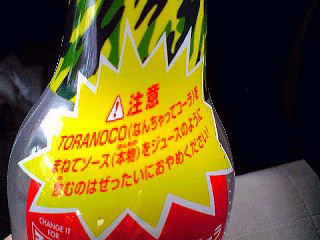 ⚠注意
TORANOCO(なんちゃってコーラ)を
まねてソース(本物)をジュースのように
飲むのはぜったいにおやめください!
CHANGE IT
FOR